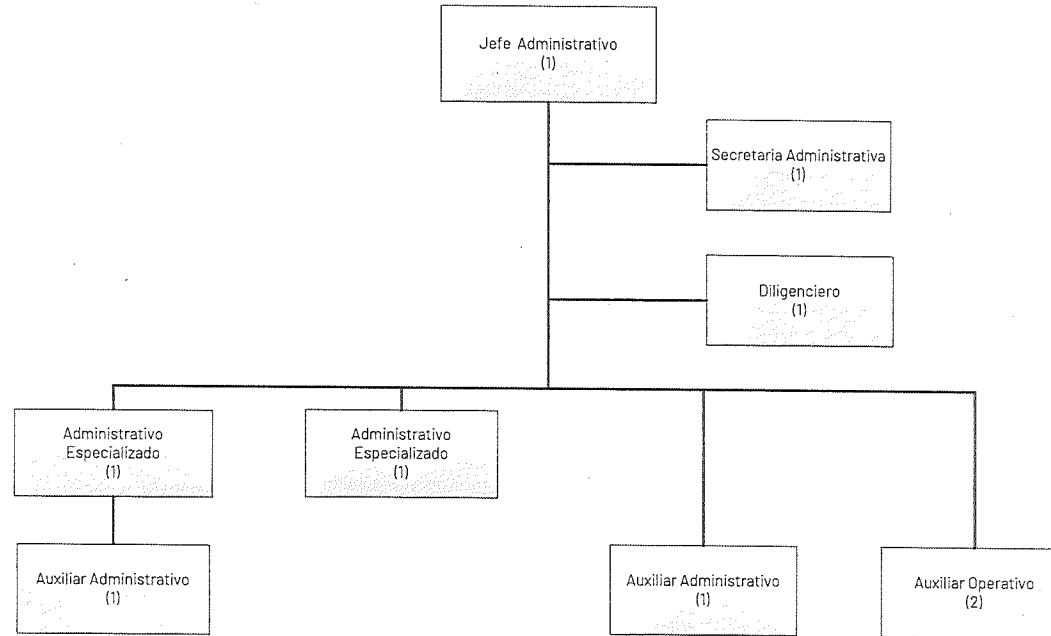 Jefe Administrativo
(1)
Secretaria Administrativa
(1)
Diligenciero
(1)
Administrativo
Especializado
(1)
Administrativo
Especializado
(1)
Auxiliar Administrativo
(1)
Auxiliar Administrativo
(1)
Auxiliar Operativo
(2)